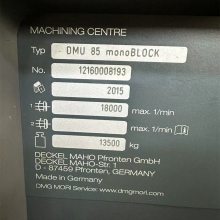 MACHINING CENTRE
Typ DMU 85 monoBLOCK
No. 12160008193
2015
1 18000 max. 1/min
2 max. 1/min
13500 kg
DECKEL MAHO Pfronten GmbH
DECKEL MAHO-Str. 1
D - 87459 Pfronten, GERMANY
Made in Germany
DMG MORI Service: www.dmgmori.com